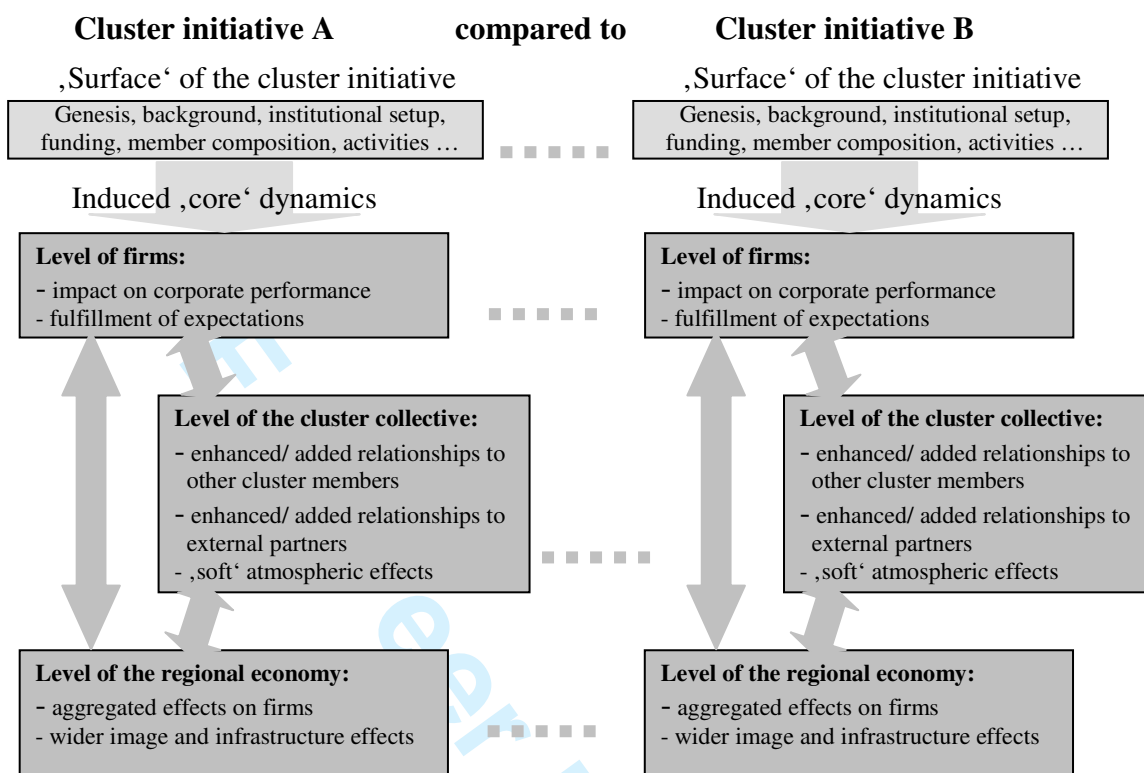 Cluster initiative A compared to Cluster initiative B
‚Surface‘ of the cluster initiative
Genesis, background, institutional setup,
funding, member composition, activities …
Induced ‚core‘ dynamics
Level of firms:
- impact on corporate performance
- fulfillment of expectations
Level of the cluster collective:
- enhanced/ added relationships to
other cluster members
- enhanced/ added relationships to
external partners
- ‚soft‘ atmospheric effects
Level of the regional economy:
- aggregated effects on firms
- wider image and infrastructure effects
‚Surface‘ of the cluster initiative
Genesis, background, institutional setup,
funding, member composition, activities …
Induced ‚core‘ dynamics
Level of firms:
- impact on corporate performance
- fulfillment of expectations
Level of the cluster collective:
- enhanced/ added relationships to
other cluster members
- enhanced/ added relationships to
external partners
- ‚soft‘ atmospheric effects
Level of the regional economy:
- aggregated effects on firms
- wider image and infrastructure effects